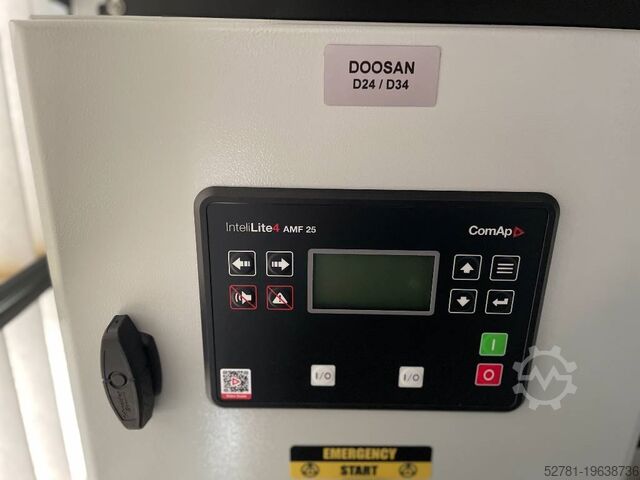 DOOSAN
D24 / D34
InteliLite4 AMF 25
ComAp
I
I/O
I/O
O
EMERGENCY
START
52781-19638736